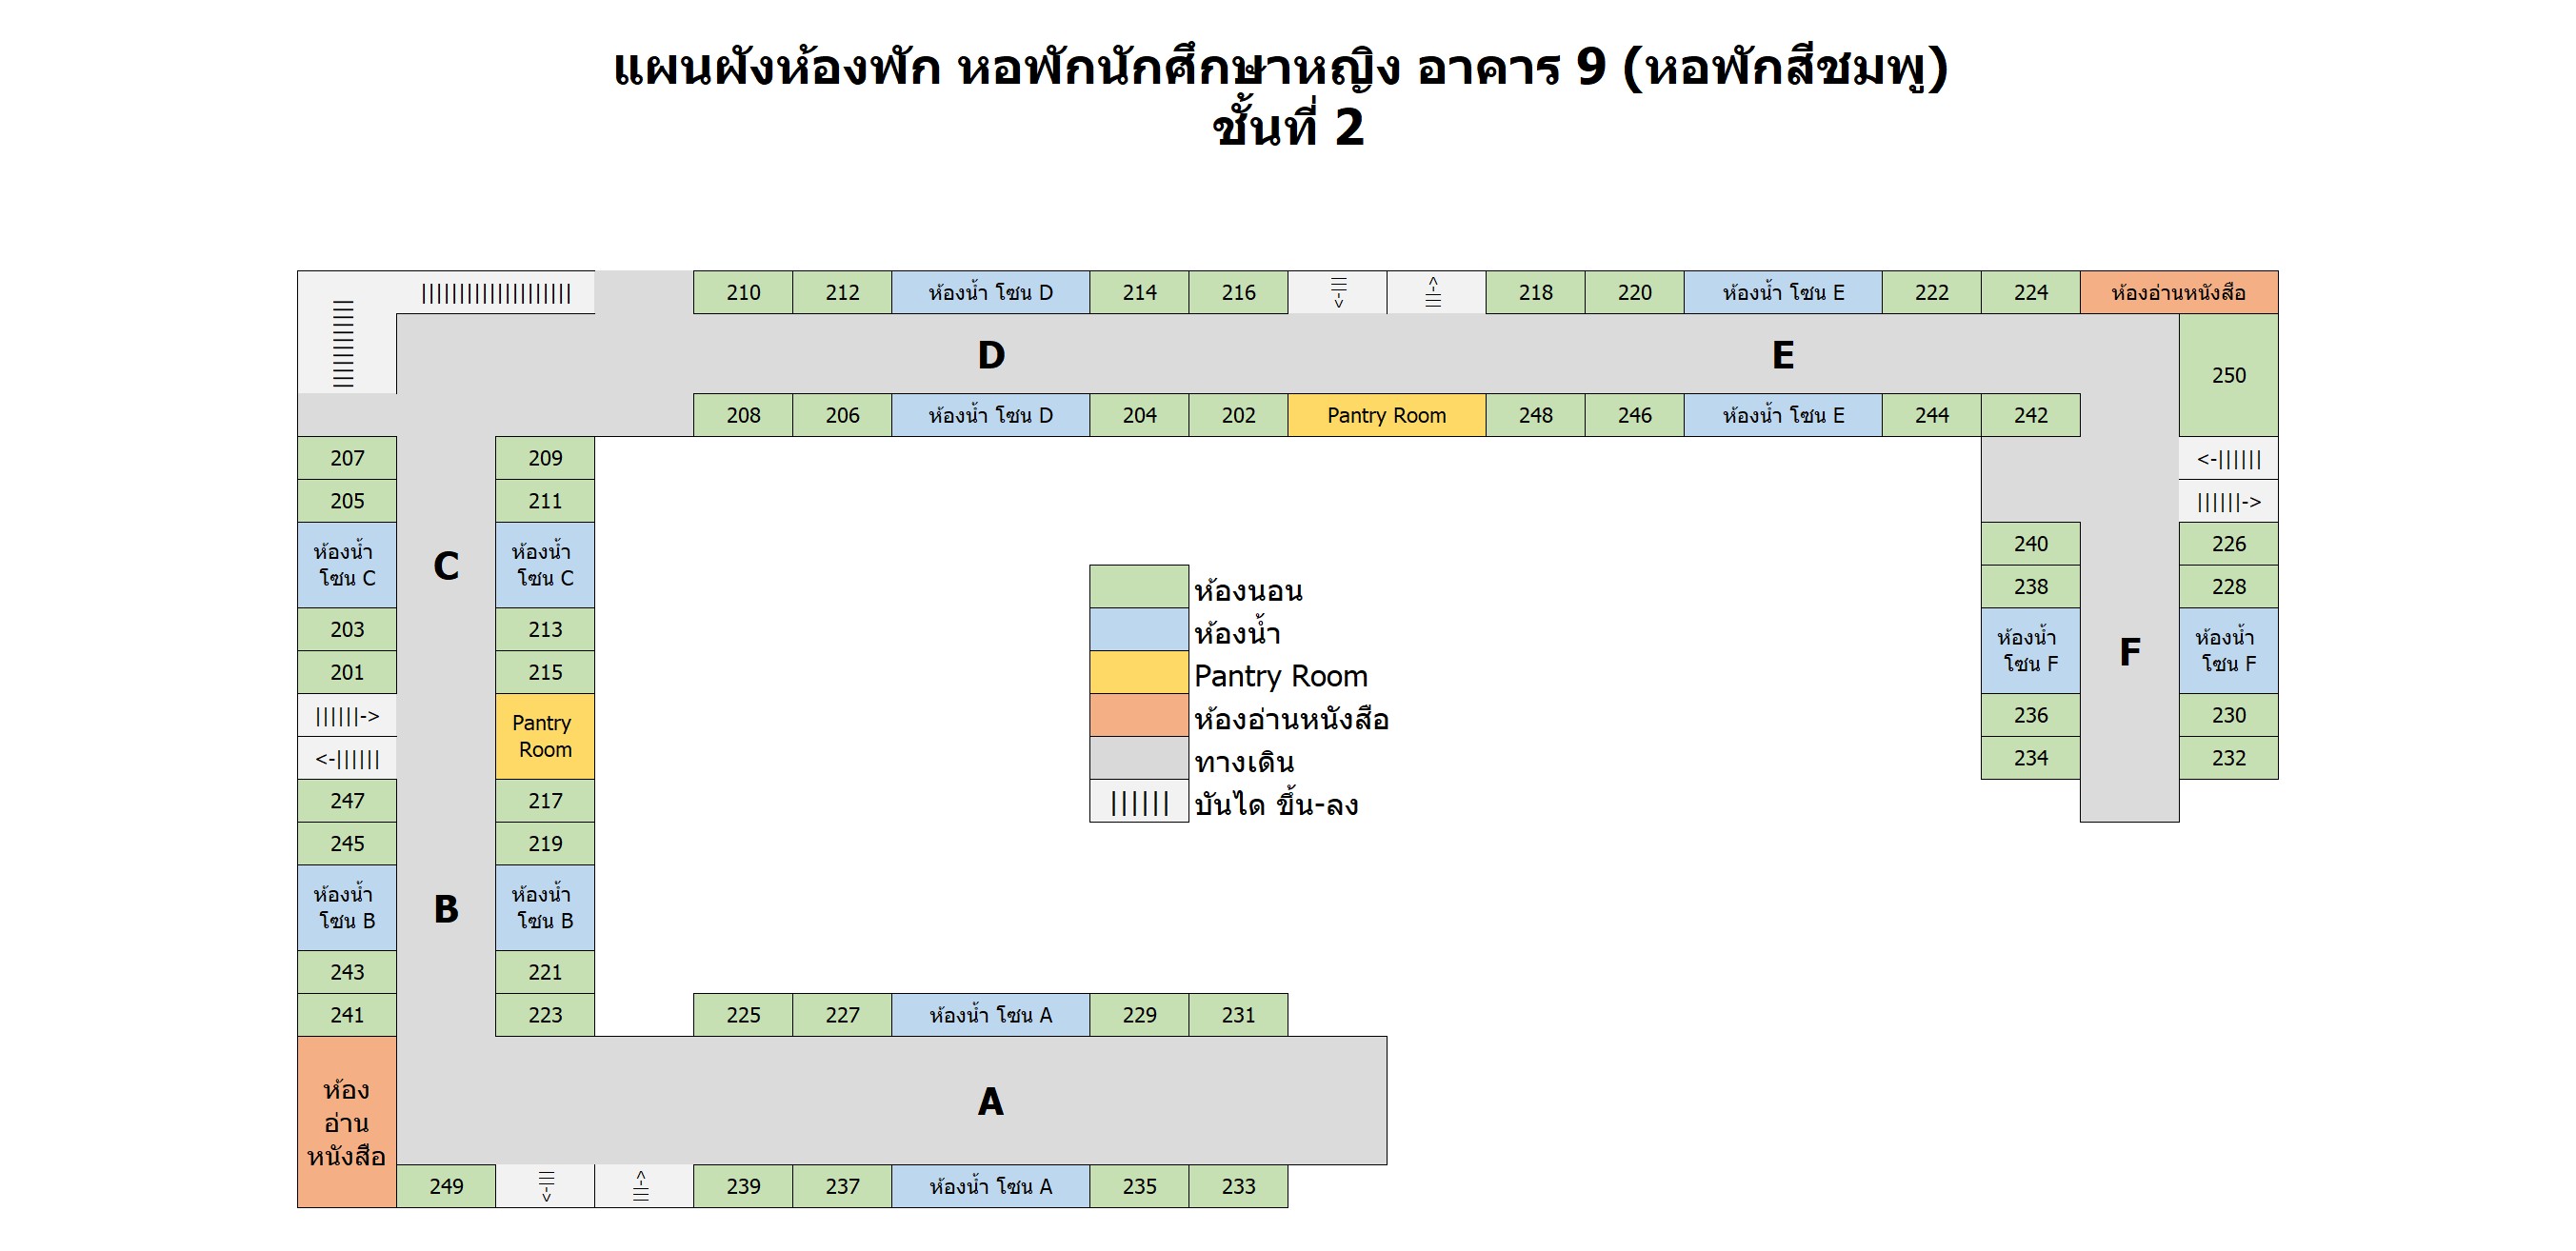 แผนผังห้องพัก หอพักนักศึกษาหญิง อาคาร 9 (หอพักสีชมพู)
ชั้นที่ 2
|||||||||||||||||||| 210 212 ห้องน้ำ โซน D 214 216 |||-> <-||| 218 220 ห้องน้ำ โซน E 222 224 ห้องอ่านหนังสือ
||||||||||||
D E
250
208 206 ห้องน้ำ โซน D 204 202 Pantry Room 248 246 ห้องน้ำ โซน E 244 242
207 209 <-||||||
205 211 ||||||->
ห้องน้ำ
โซน C
C
ห้องน้ำ
โซน C
240 226
238 228
203 213
201 215
ห้องน้ำ
โซน F
F
ห้องน้ำ
โซน F
||||||->
<-||||||
Pantry
Room
236 230
234 232
ห้องนอน
ห้องน้ำ
Pantry Room
ห้องอ่านหนังสือ
ทางเดิน
|||||| บันได ขึ้น-ลง
247 217
245 219
ห้องน้ำ
โซน B
B
ห้องน้ำ
โซน B
243 221
241 223 225 227 ห้องน้ำ โซน A 229 231
ห้อง
อ่าน
หนังสือ
A
249 |||-> <-||| 239 237 ห้องน้ำ โซน A 235 233